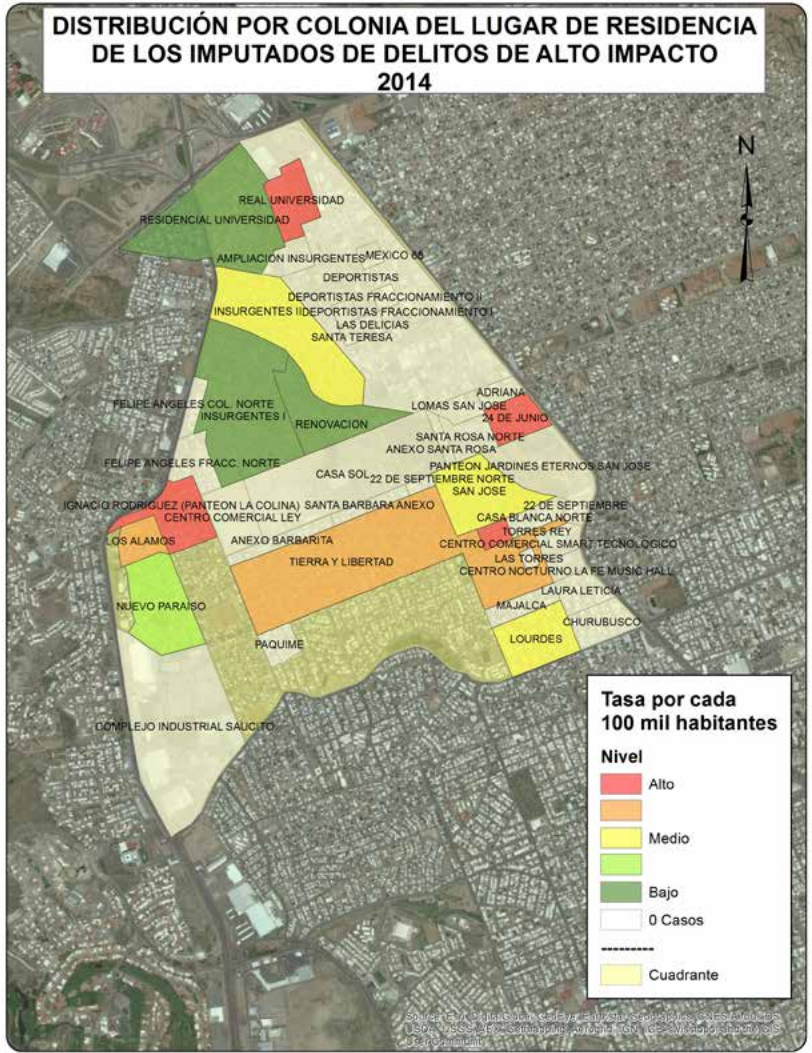 DISTRIBUCIÓN POR COLONIA DEL LUGAR DE RESIDENCIA
DE LOS IMPUTADOS DE DELITOS DE ALTO IMPACTO
2014
N
REAL UNIVERSIDAD
RESIDENCIAL UNIVERSIDAD
AMPLIACION INSURGENTES
MEXICO 68
DEPORTISTAS
DEPORTISTAS FRACCIONAMIENTO II
INSURGENTES II
DEPORTISTAS FRACCIONAMIENTO I
LAS DELICIAS
SANTA TERESA
ADRIANA
FELIPE ANGELES COL. NORTE
LOMAS SAN JOSE
INSURGENTES I
24 DE JUNIO
RENOVACION
SANTA ROSA NORTE
ANEXO SANTA ROSA
FELIPE ANGELES FRACC. NORTE
PANTEON JARDINES ETERNOS SAN JOSE
CASA SOL
22 DE SEPTIEMBRE NORTE
SAN JOSE
IGNACIO RODRIGUEZ (PANTEON LA COLINA)
SANTA BARBARA ANEXO
22 DE SEPTIEMBRE
CENTRO COMERCIAL LEY
CASA BLANCA NORTE
TORRES REY
LOS ALAMOS
ANEXO BARBARITA
CENTRO COMERCIAL SMART TECNOLOGICO
TIERRA Y LIBERTAD
LAS TORRES
CENTRO NOCTURNO LA FE MUSIC HALL
LAURA LETICIA
NUEVO PARAISO
MAJALCA
CHURUBUSCO
PAQUIME
LOURDES
COMPLEJO INDUSTRIAL SAUCITO
Tasa por cada
100 mil habitantes
Nivel
Alto
Medio
Bajo
0 Casos
---------
Cuadrante